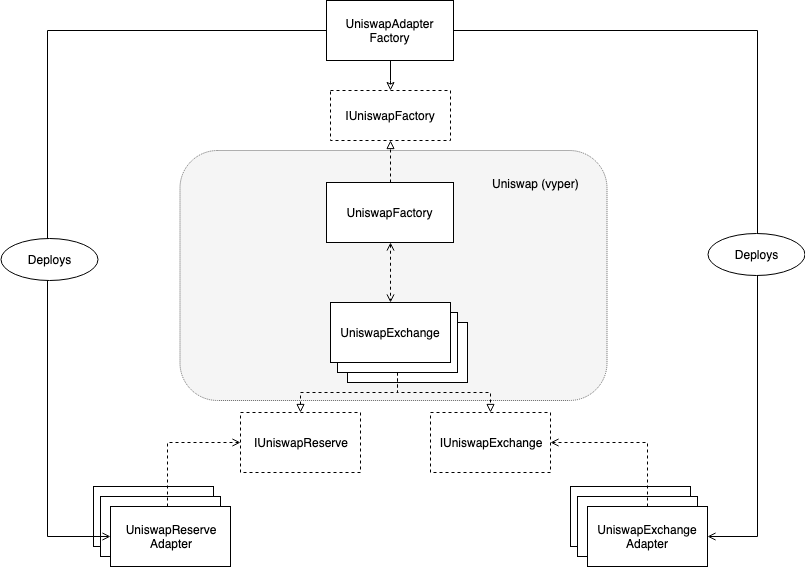 UniswapAdapter
Factory
IUniswapFactory
Uniswap (vyper)
UniswapFactory
Deploys
Deploys
UniswapExchange
IUniswapReserve
IUniswapExchange
UniswapReserve
Adapter
UniswapExchange
Adapter